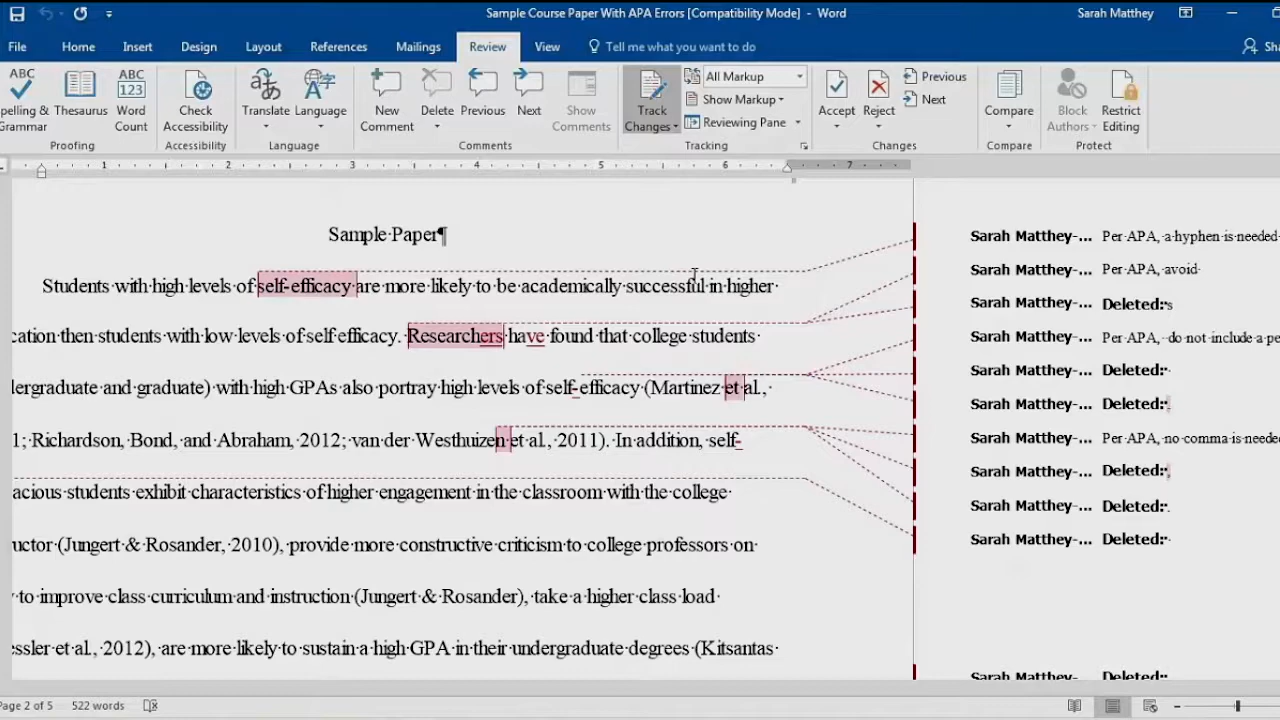 Sample Course Paper With APA Errors [Compatibility Mode] - Word
Sarah Matthey
File Home Insert Design Layout References Mailings Review View Tell me what you want to do
Thesaurus
Word Count
Proofing
Check Accessibility
Accessibility
Translate
Language
Language
New Comment
Delete
Previous
Next
Show Comments
Comments
Track Changes
All Markup
Show Markup
Reviewing Pane
Tracking
Accept
Reject
Previous
Next
Changes
Compare
Compare
Block Authors
Restrict Editing
Protect
1 2 3 4 5 6 7
Sample Paper¶
Students with high levels of self-efficacy are more likely to be academically successful in higher
then students with low levels of self efficacy. Researchers have found that college students
and graduate) with high GPAs also portray high levels of self-efficacy (Martinez et al.,
1; Richardson, Bond, and Abraham, 2012; van der Westhuizen et al., 2011). In addition, self-
students exhibit characteristics of higher engagement in the classroom with the college
(Jungert & Rosander, 2010), provide more constructive criticism to college professors on
to improve class curriculum and instruction (Jungert & Rosander), take a higher class load
et al., 2012), are more likely to sustain a high GPA in their undergraduate degrees (Kitsantas
Sarah Matthey-... Per APA, a hyphen is needed
Sarah Matthey-... Per APA, avoid
Sarah Matthey-... Deleted: s
Sarah Matthey-... Per APA, do not include a
Sarah Matthey-... Deleted:
Sarah Matthey-... Deleted: .
Sarah Matthey-... Per APA, no comma is needed
Sarah Matthey-... Deleted: ,
Sarah Matthey-... Deleted: .
Sarah Matthey-... Deleted:
Sarah Matthey-... Deleted:
Page 2 of 5 522 words